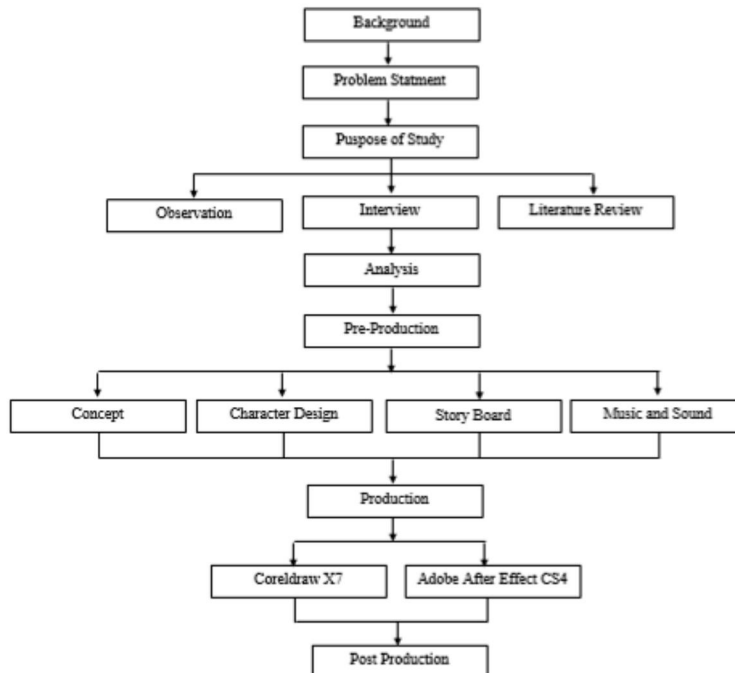 Background
Problem Statment
Puspose of Study
Observation
Interview
Literature Review
Analysis
Pre-Production
Concept
Character Design
Story Board
Music and Sound
Production
Coreldraw X7
Adobe After Effect CS4
Post Production